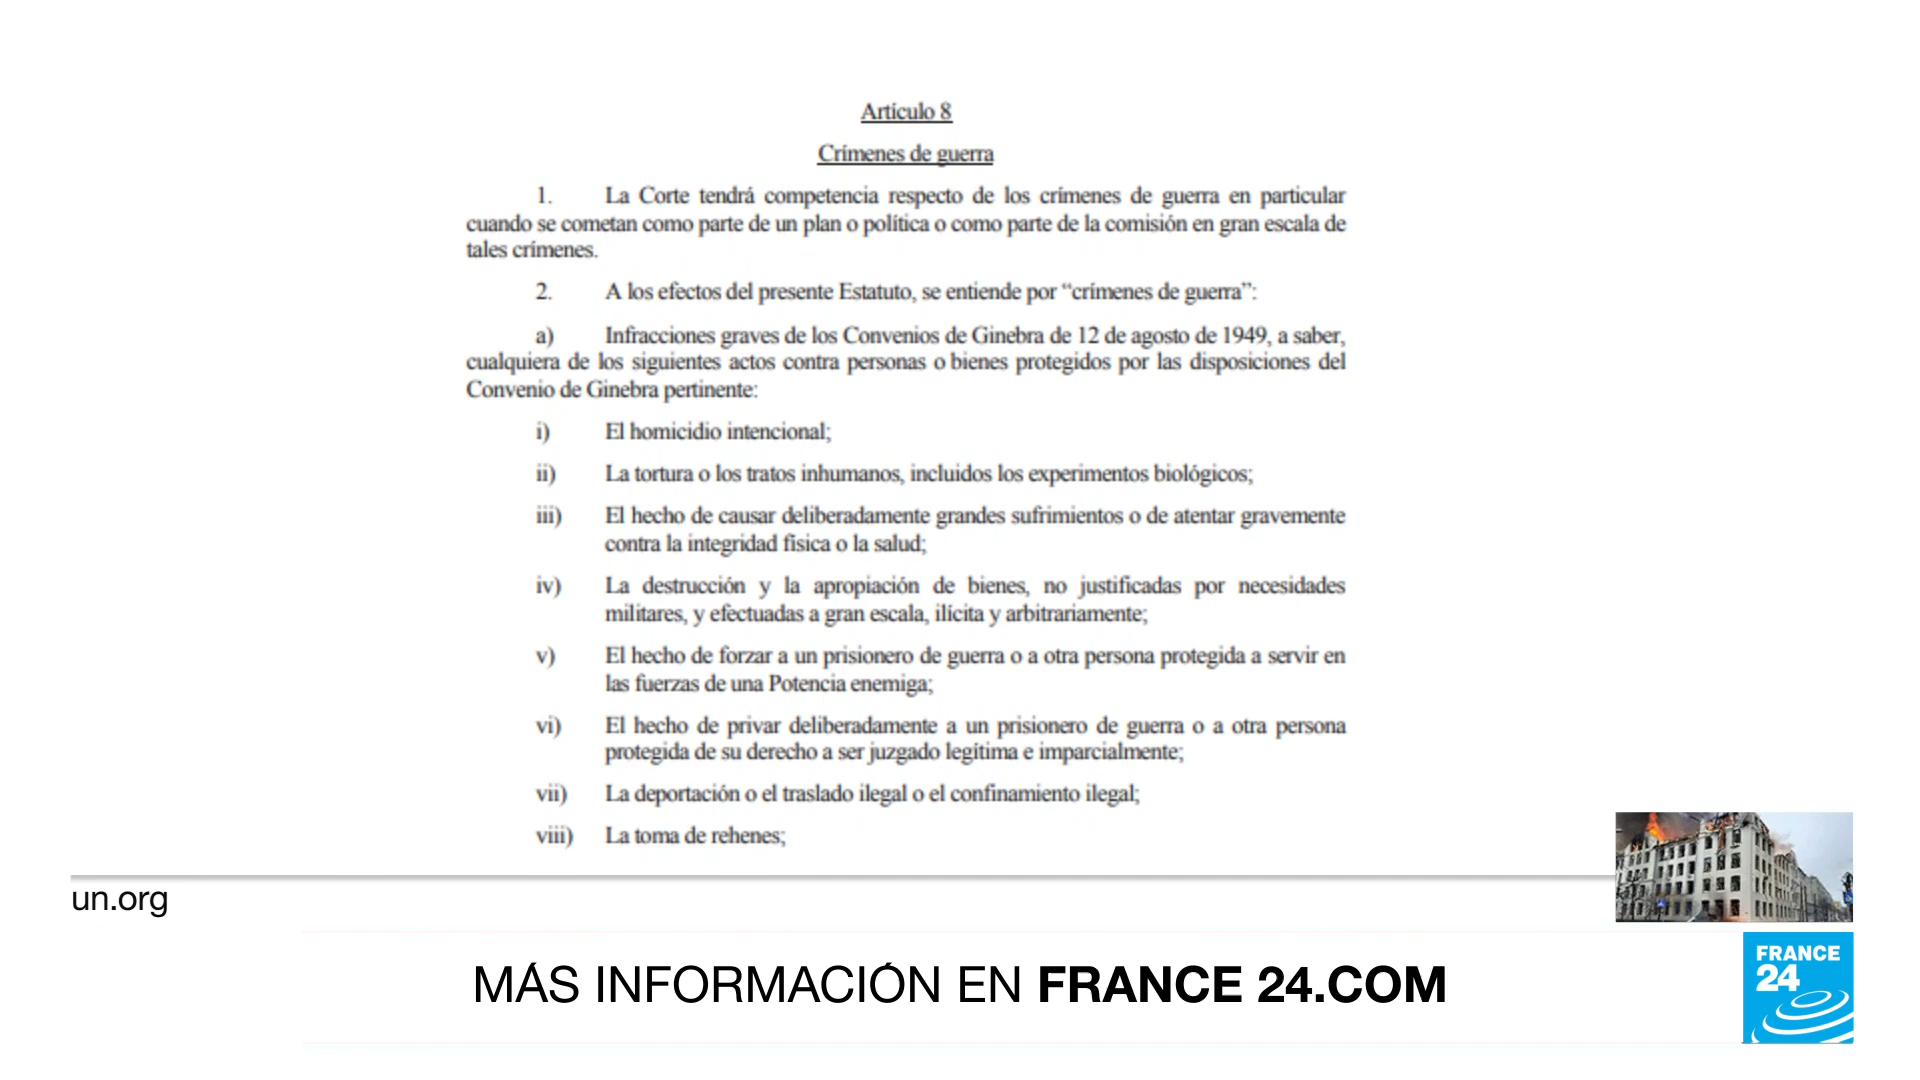 Artículo 8
Crímenes de guerra
1. La Corte tendrá competencia respecto de los crímenes de guerra en particular
cuando se cometan como parte de un plan o política o como parte de la comisión en gran escala de
tales crímenes.
2. A los efectos del presente Estatuto, se entiende por “crímenes de guerra”:
a) Infracciones graves de los Convenios de Ginebra de 12 de agosto de 1949, a saber,
cualquiera de los siguientes actos contra personas o bienes protegidos por las disposiciones del
Convenio de Ginebra pertinente:
i) El homicidio intencional;
ii) La tortura o los tratos inhumanos, incluidos los experimentos biológicos;
iii) El hecho de causar deliberadamente grandes sufrimientos o de atentar gravemente
contra la integridad física o la salud;
iv) La destrucción y la apropiación de bienes, no justificadas por necesidades
militares, y efectuadas a gran escala, ilícita y arbitrariamente;
v) El hecho de forzar a un prisionero de guerra o a otra persona protegida a servir en
las fuerzas de una Potencia enemiga;
vi) El hecho de privar deliberadamente a un prisionero de guerra o a otra persona
protegida de su derecho a ser juzgado legítima e imparcialmente;
vii) La deportación o el traslado ilegal o el confinamiento ilegal;
viii) La toma de rehenes;
un.org
MÁS INFORMACIÓN EN FRANCE 24.COM
FRANCE
24